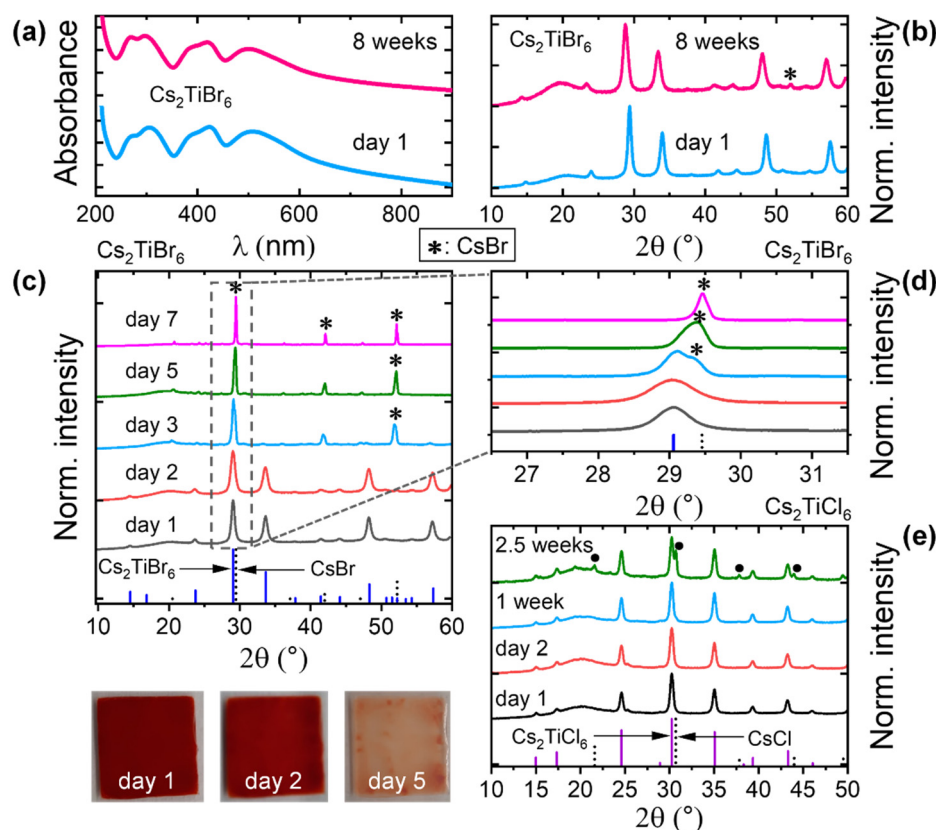 (a)
Absorbance
8 weeks
Cs₂TiBr₆
day 1
200 400 600 800
λ (nm)
(b)
Cs₂TiBr₆
8 weeks
*
day 1
Norm. intensity
10 20 30 40 50 60
2θ (°)
*: CsBr
Cs₂TiBr₆
(c)
Norm. intensity
* * *
day 7
*
day 5
*
day 3
day 2
day 1
Cs₂TiBr₆ CsBr
10 20 30 40 50 60
2θ (°)
Cs₂TiBr₆
(d)
*
*
*
Norm. intensity
27 28 29 30 31
2θ (°)
Cs₂TiCl₆
(e)
2.5 weeks
1 week
day 2
day 1
Cs₂TiCl₆ CsCl
Norm. intensity
10 15 20 25 30 35 40 45 50
2θ (°)
day 1 day 2 day 5